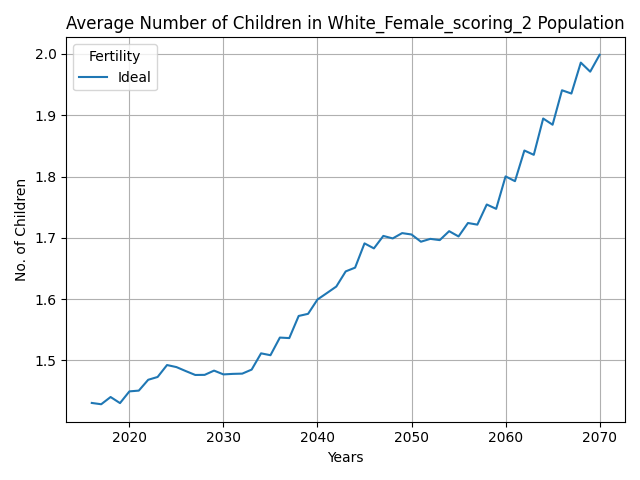 Average Number of Children in White_Female_scoring_2 Population
Fertility
Ideal
2.0
1.9
1.8
1.7
1.6
1.5
No. of Children
2020 2030 2040 2050 2060 2070
Years